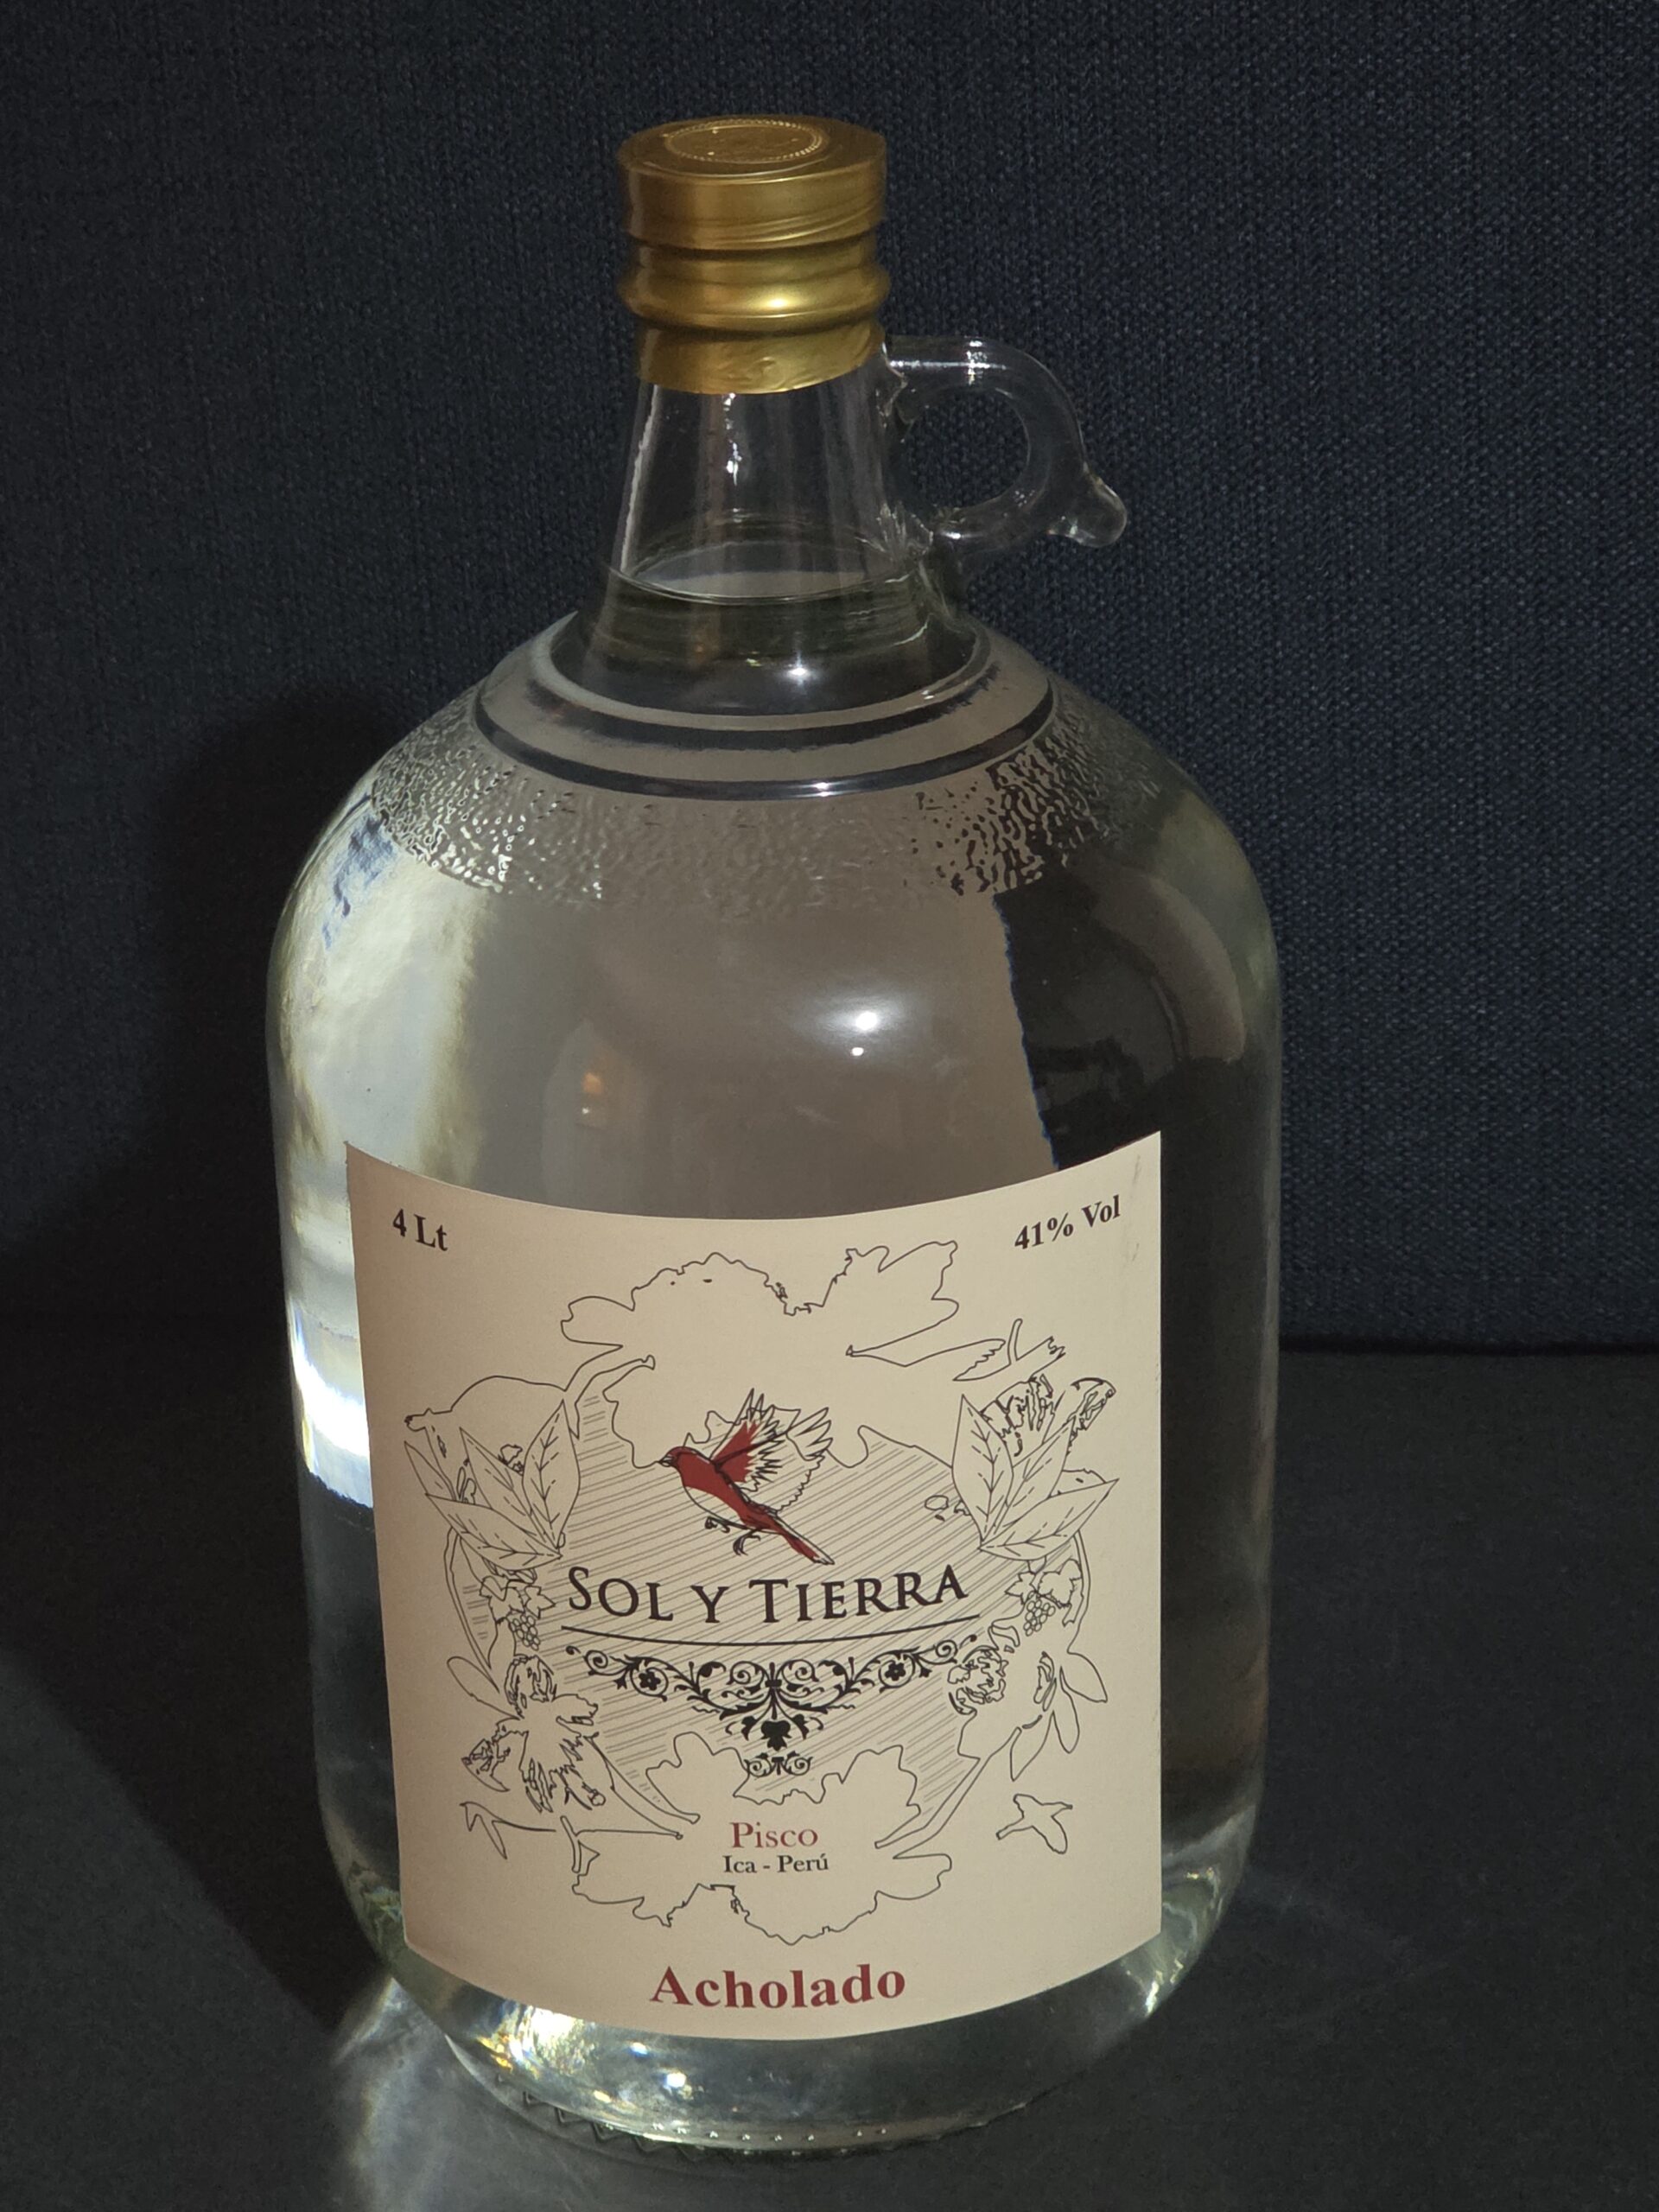 4 Lt
41% Vol
SOL Y TIERRA
Pisco
Ica - Perú
Acholado